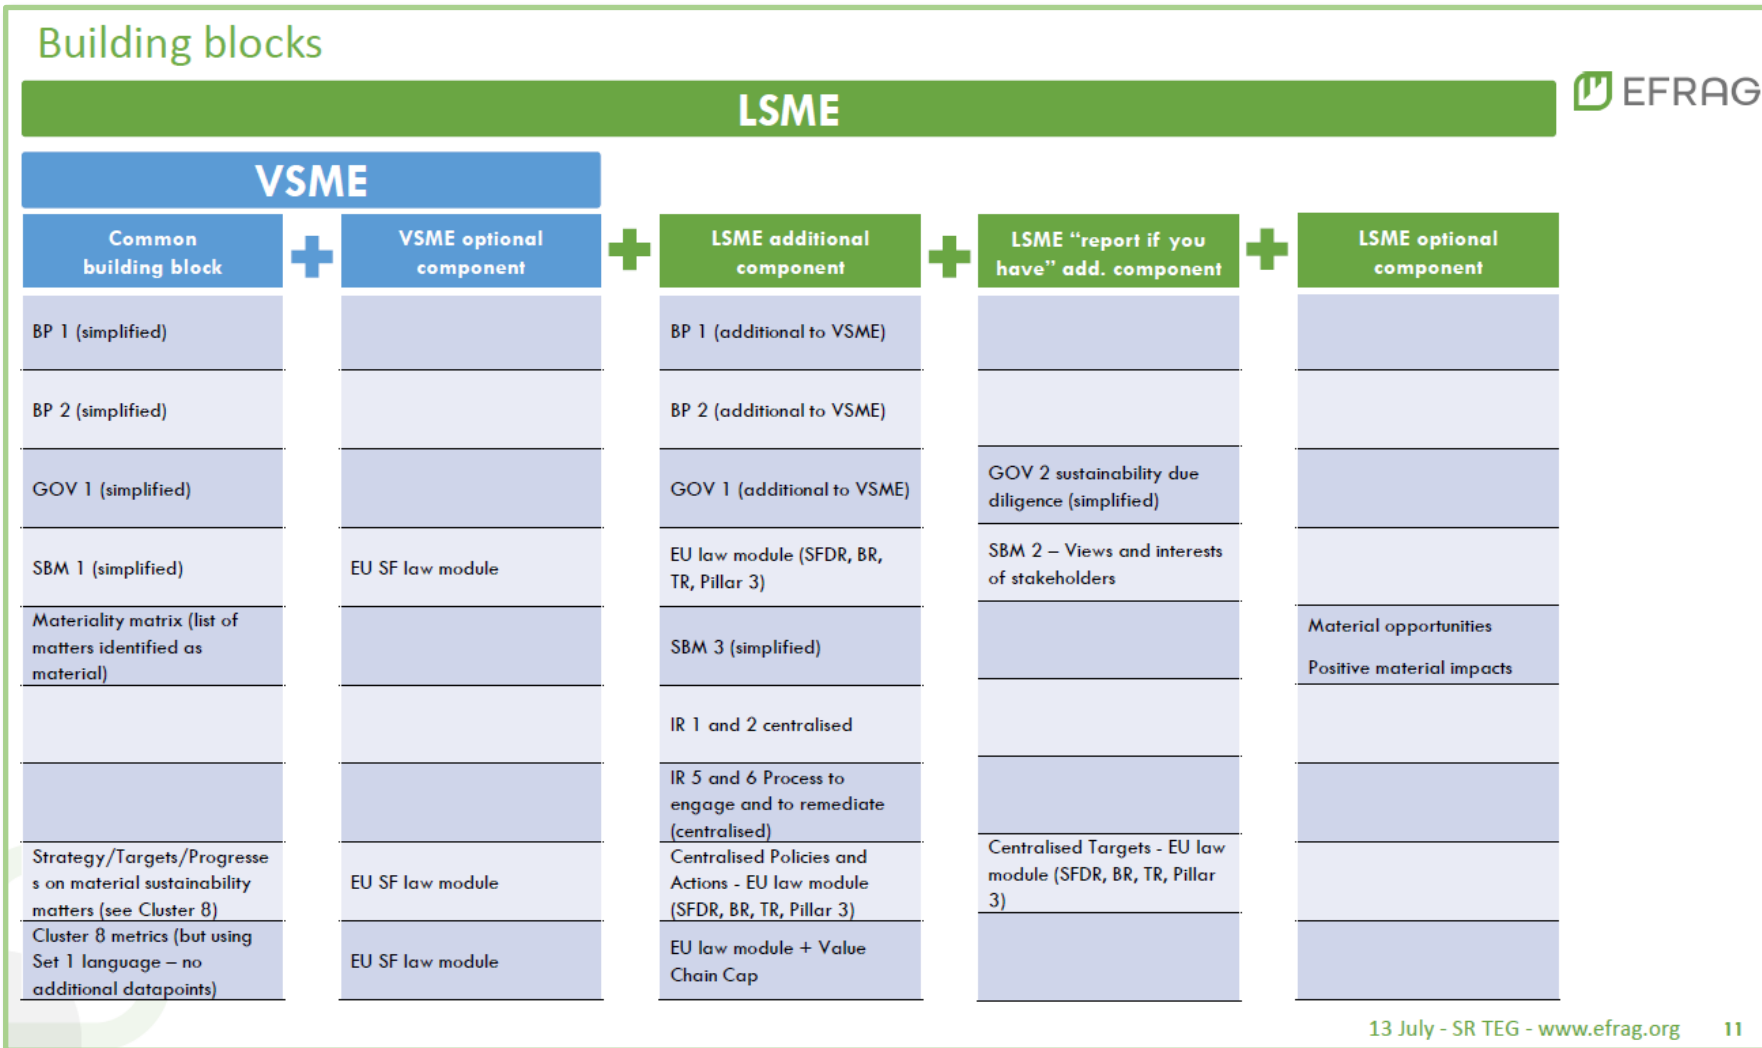 Building blocks
EFRAG
LSME
VSME
Common
building block
VSME optional
component
LSME additional
component
LSME “report if you
have” add. component
LSME optional
component
BP 1 (simplified)
BP 1 (additional to VSME)
BP 2 (simplified)
BP 2 (additional to VSME)
GOV 1 (simplified)
GOV 1 (additional to VSME)
GOV 2 sustainability due
diligence (simplified)
SBM 1 (simplified)
EU SF law module
EU law module (SFDR, BR,
TR, Pillar 3)
SBM 2 – Views and interests
of stakeholders
Materiality matrix (list of
matters identified as
material)
SBM 3 (simplified)
Material opportunities
Positive material impacts
IR 1 and 2 centralised
IR 5 and 6 Process to
engage and to remediate
(centralised)
Strategy/Targets/Progresse
s on material sustainability
matters (see Cluster 8)
EU SF law module
Centralised Policies and
Actions - EU law module
(SFDR, BR, TR, Pillar 3)
Centralised Targets - EU law
module (SFDR, BR, TR, Pillar
3)
Cluster 8 metrics (but using
Set 1 language – no
additional datapoints)
EU SF law module
EU law module + Value
Chain Cap
13 July - SR TEG - www.efrag.org 11